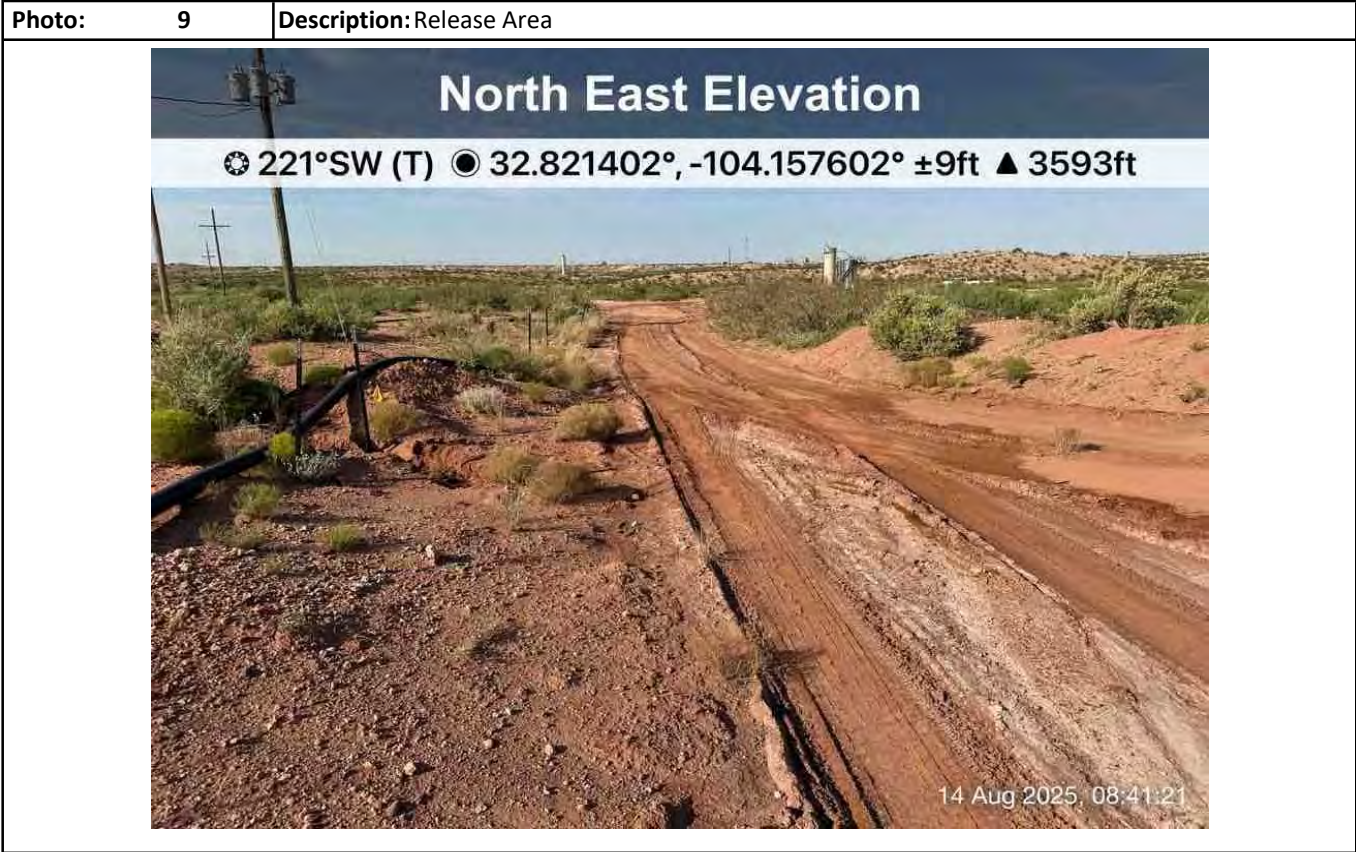 Photo: 9 Description: Release Area
North East Elevation
221°SW (T) 32.821402°, -104.157602° ±9ft ▲ 3593ft
14 Aug 2025, 08:41:21